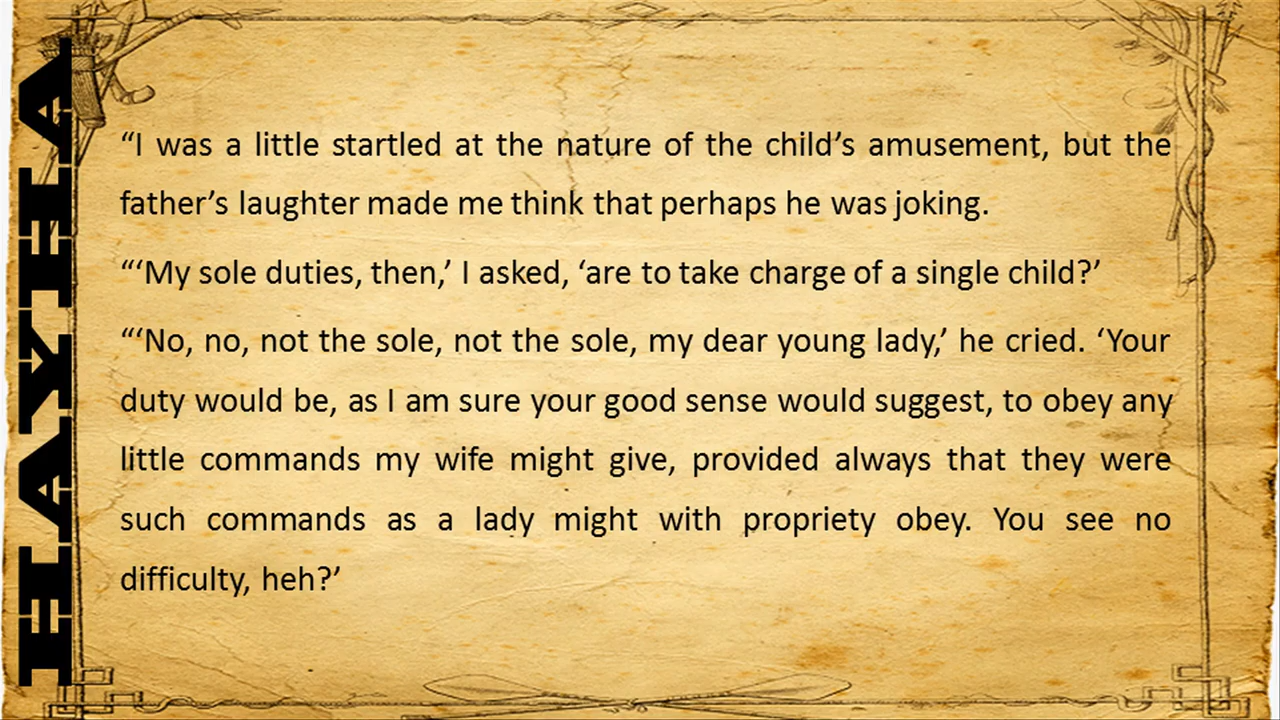 HAYHA
“I was a little startled at the nature of the child’s amusement, but the
father’s laughter made me think that perhaps he was joking.
“‘My sole duties, then,’ I asked, ‘are to take charge of a single child?’
“‘No, no, not the sole, not the sole, my dear young lady,’ he cried. ‘Your
duty would be, as I am sure your good sense would suggest, to obey any
little commands my wife might give, provided always that they were
such commands as a lady might with propriety obey. You see no
difficulty, heh?’